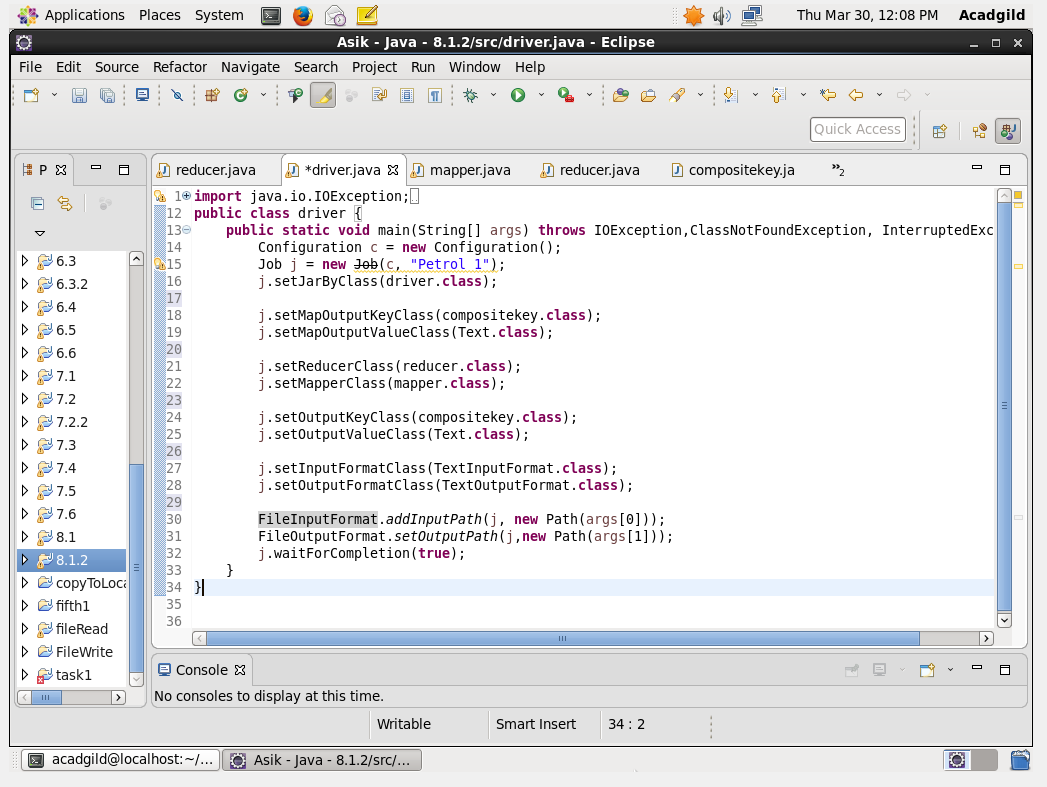 Applications Places System Thu Mar 30, 12:08 PM Acadgild
Asik - Java - 8.1.2/src/driver.java - Eclipse
File Edit Source Refactor Navigate Search Project Run Window Help
Quick Access
P
reducer.java *driver.java mapper.java reducer.java compositekey.ja »2
6.3
6.3.2
6.4
6.5
6.6
7.1
7.2
7.2.2
7.3
7.4
7.5
7.6
8.1
8.1.2
copyToLoca
fifth1
fileRead
FileWrite
task1
1 import java.io.IOException;
12 public class driver {
13 public static void main(String[] args) throws IOException,ClassNotFoundException, InterruptedExc
14 Configuration c = new Configuration();
15 Job j = new Job(c, "Petrol 1");
16 j.setJarByClass(driver.class);
17
18 j.setMapOutputKeyClass(compositekey.class);
19 j.setMapOutputValueClass(Text.class);
20
21 j.setReducerClass(reducer.class);
22 j.setMapperClass(mapper.class);
23
24 j.setOutputKeyClass(compositekey.class);
25 j.setOutputValueClass(Text.class);
26
27 j.setInputFormatClass(TextInputFormat.class);
28 j.setOutputFormatClass(TextOutputFormat.class);
29
30 FileInputFormat.addInputPath(j, new Path(args[0]));
31 FileOutputFormat.setOutputPath(j,new Path(args[1]));
32 j.waitForCompletion(true);
33 }
34 }
35
36
Console
No consoles to display at this time.
Writable Smart Insert 34 : 2
acadgild@localhost:~/... Asik - Java - 8.1.2/src/...